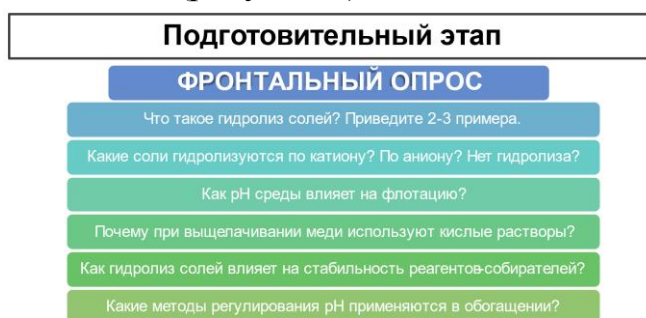 Подготовительный этап
ФРОНТАЛЬНЫЙ ОПРОС
Что такое гидролиз солей? Приведите 2-3 примера.
Какие соли гидролизуются по катиону? По аниону? Нет гидролиза?
Как pH среды влияет на флотацию?
Почему при выщелачивании меди используют кислые растворы?
Как гидролиз солей влияет на стабильность реагентов-собирателей?
Какие методы регулирования pH применяются в обогащении?